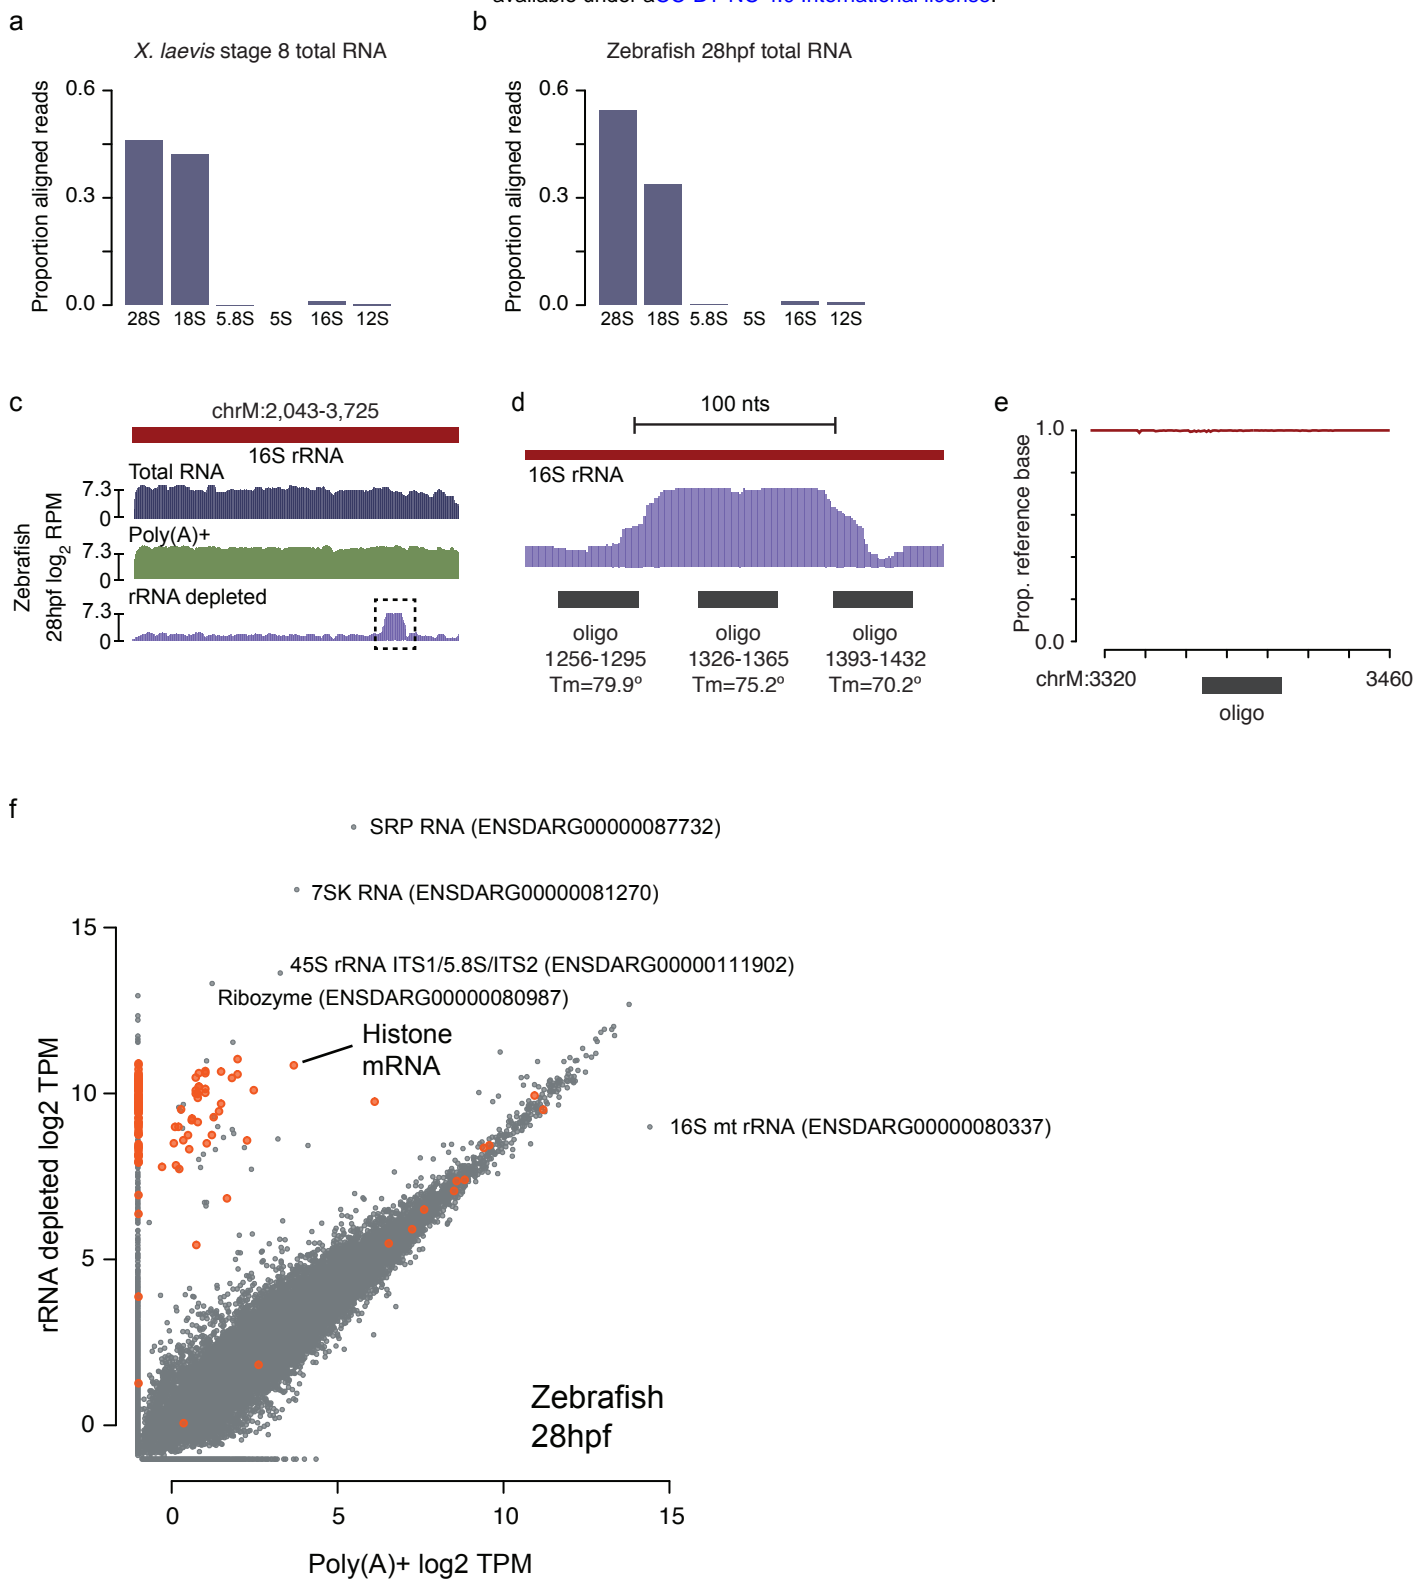 a
b
X. laevis stage 8 total RNA
Zebrafish 28hpf total RNA
Proportion aligned reads
0.6
0.3
0.0
28S 18S 5.8S 5S 16S 12S
Proportion aligned reads
0.6
0.3
0.0
28S 18S 5.8S 5S 16S 12S
c
chrM:2,043-3,725
16S rRNA
Zebrafish
28hpf log2 RPM
Total RNA
7.3
0
Poly(A)+
7.3
0
rRNA depleted
7.3
0
d
100 nts
16S rRNA
oligo
1256-1295
Tm=79.9º
oligo
1326-1365
Tm=75.2º
oligo
1393-1432
Tm=70.2º
e
Prop. reference base
1.0
0.0
chrM:3320
3460
oligo
f
SRP RNA (ENSDARG00000087732)
7SK RNA (ENSDARG00000081270)
45S rRNA ITS1/5.8S/ITS2 (ENSDARG00000111902)
Ribozyme (ENSDARG00000080987)
Histone
mRNA
16S mt rRNA (ENSDARG00000080337)
rRNA depleted log2 TPM
15
10
5
0
Zebrafish
28hpf
0 5 10 15
Poly(A)+ log2 TPM